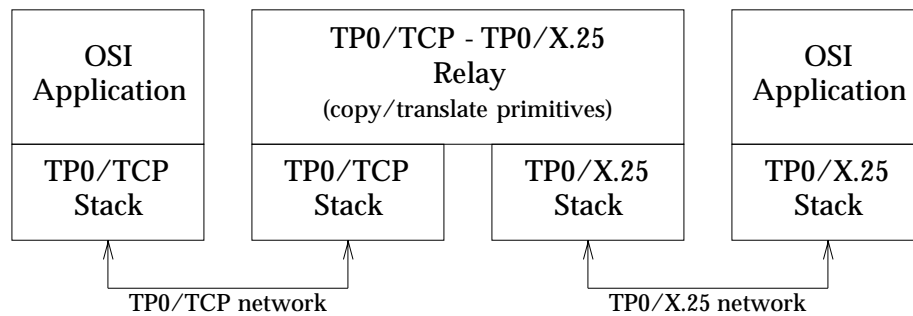 OSI
Application
TP0/TCP
Stack
TP0/TCP - TP0/X.25
Relay
(copy/translate primitives)
TP0/TCP
Stack
TP0/X.25
Stack
OSI
Application
TP0/X.25
Stack
TP0/TCP network
TP0/X.25 network